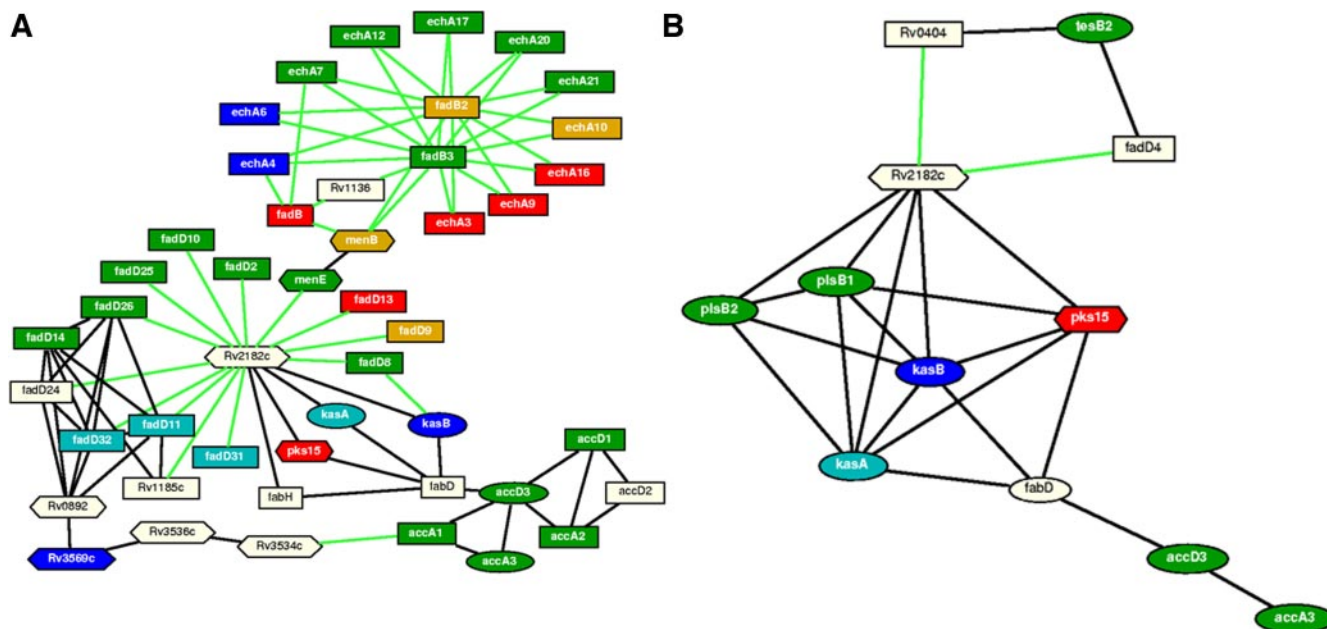 A
echA17
echA12
echA20
echA7
echA21
echA6
fadB2
echA10
echA4
fadB3
echA16
Rv1136
fadB
echA9
echA3
menB
fadD10
fadD25
fadD2
menE
fadD26
fadD13
fadD14
fadD9
Rv2182c
fadD8
fadD24
kasA
kasB
fadD11
fadD32
fadD31
pks15
accD1
Rv1185c
fabH
fabD
accD3
accD2
Rv0892
Rv3536c
accA1
accA2
Rv3534c
Rv3569c
accA3
B
Rv0404
tesB2
fadD4
Rv2182c
plsB1
plsB2
pks15
kasB
kasA
fabD
accD3
accA3